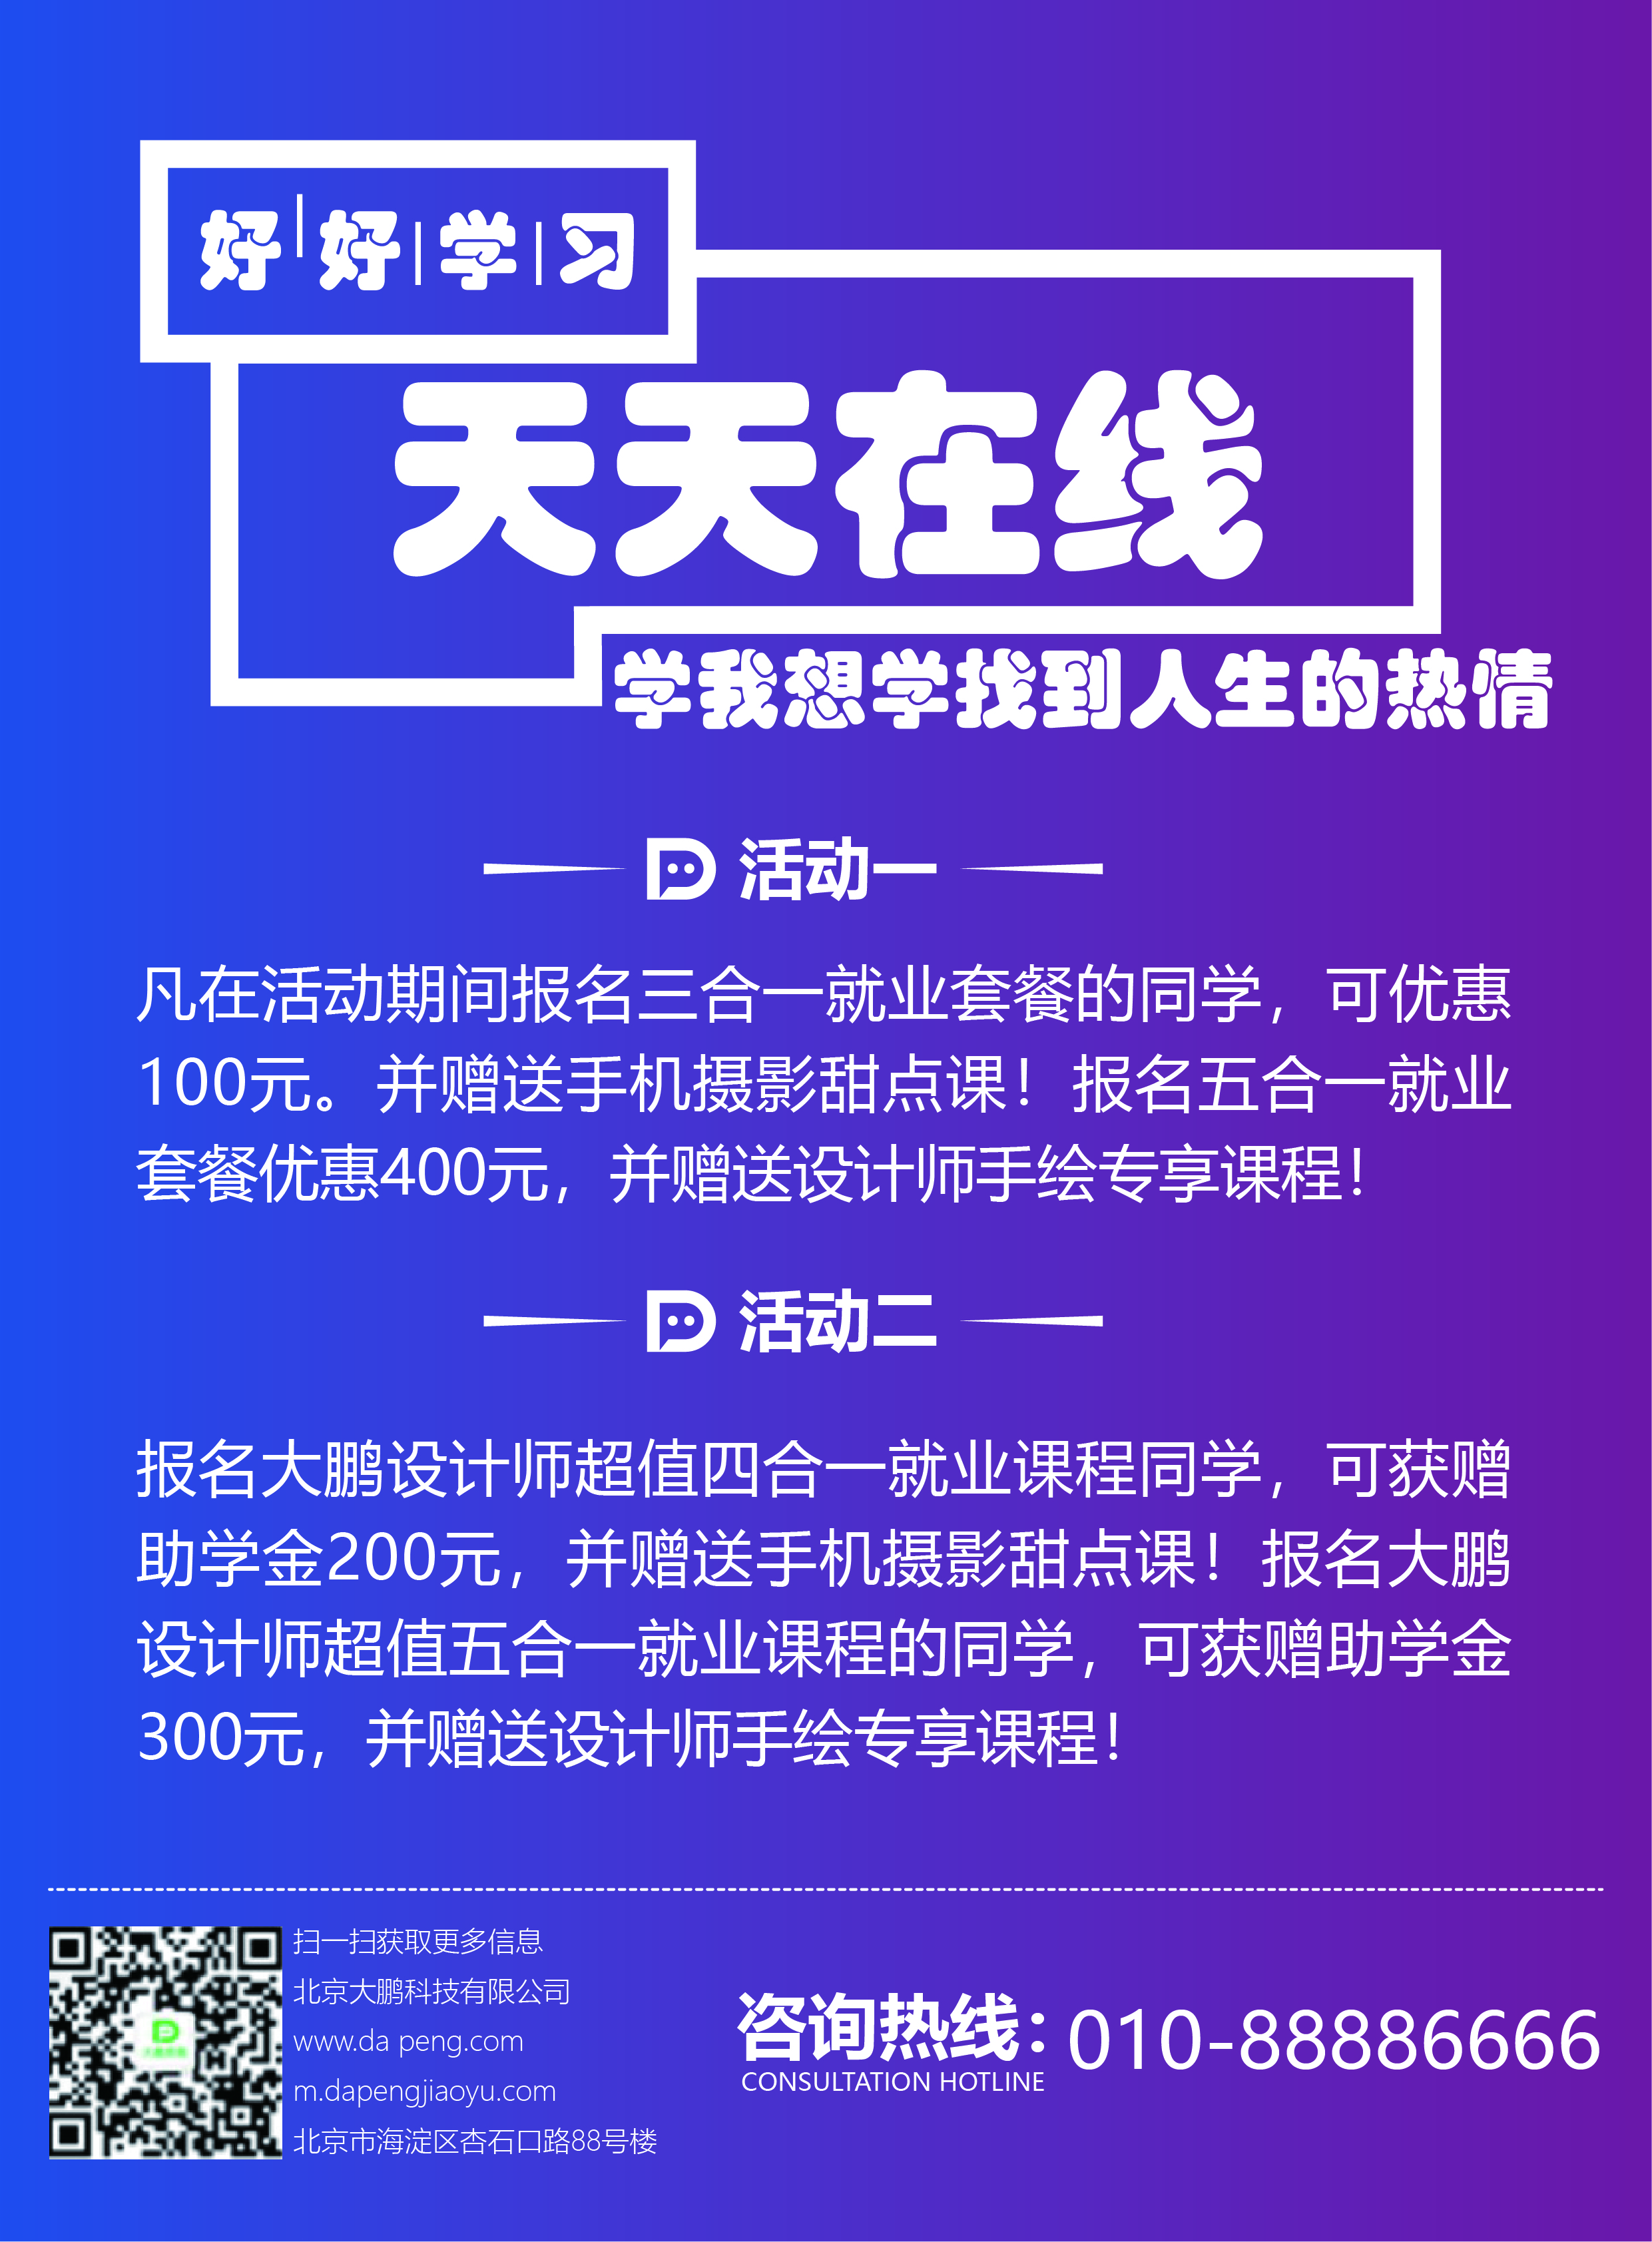 好好学习
天天在线
学我想学找到人生的热情
活动一
凡在活动期间报名三合一就业套餐的同学，可优惠
100元。并赠送手机摄影甜点课！报名五合一就业
套餐优惠400元，并赠送设计师手绘专享课程！
活动二
报名大鹏设计师超值四合一就业课程同学，可获赠
助学金200元，并赠送手机摄影甜点课！报名大鹏
设计师超值五合一就业课程的同学，可获赠助学金
300元，并赠送设计师手绘专享课程！
扫一扫获取更多信息
北京大鹏科技有限公司
www.da peng.com
m.dapengjiaoyu.com
北京市海淀区杏石口路88号楼
咨询热线：010-88886666
CONSULTATION HOTLINE